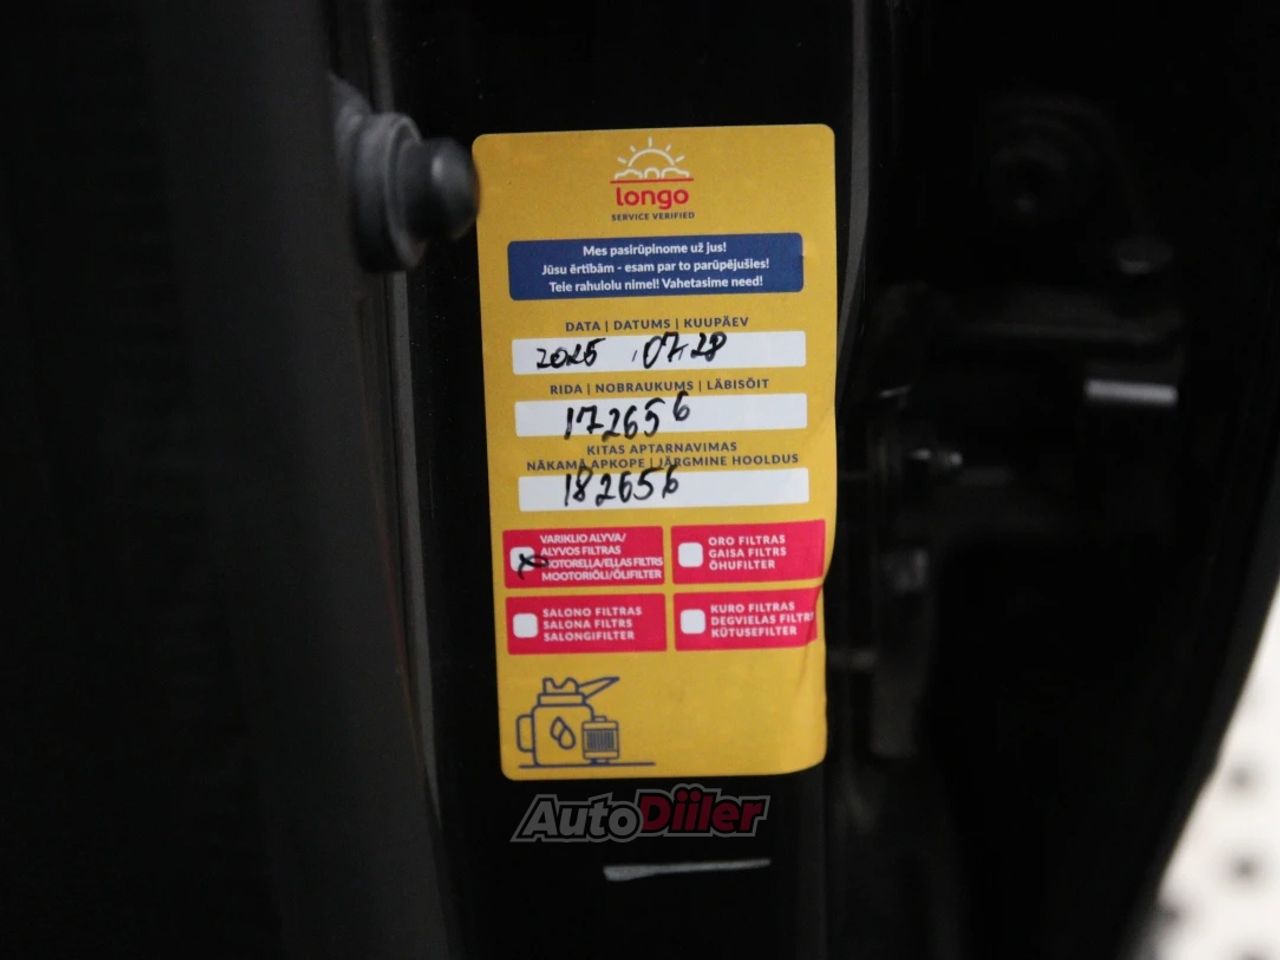 longo
SERVICE VERIFIED
Mes pasirūpinome už jus!
Jūsu ērtībām - esam par to parūpējušies!
Teie rahulolu nimel! Vahetasime need!
DATA | DATUMS | KUUPÄEV
2025.07.28
RIDA | NOBRAUKUMS | LÄBISÕIT
172656
KITAS APTARNAVIMAS
NĀKAMĀ APKOPE | JÄRGMINE HOOLDUS
182656
VARIKLIO ALYVA/
ALYVOS FILTRAS
MOTOREĻĻA/EĻĻAS FILTRS
MOOTORIÕLI/ÕLIFILTER
ORO FILTRAS
GAISA FILTRS
ÕHUFILTER
SALONO FILTRAS
SALONA FILTRS
SALONGIFILTER
KURO FILTRAS
DEGVIELAS FILTR
KÜTUSEFILTER
AutoDiiler